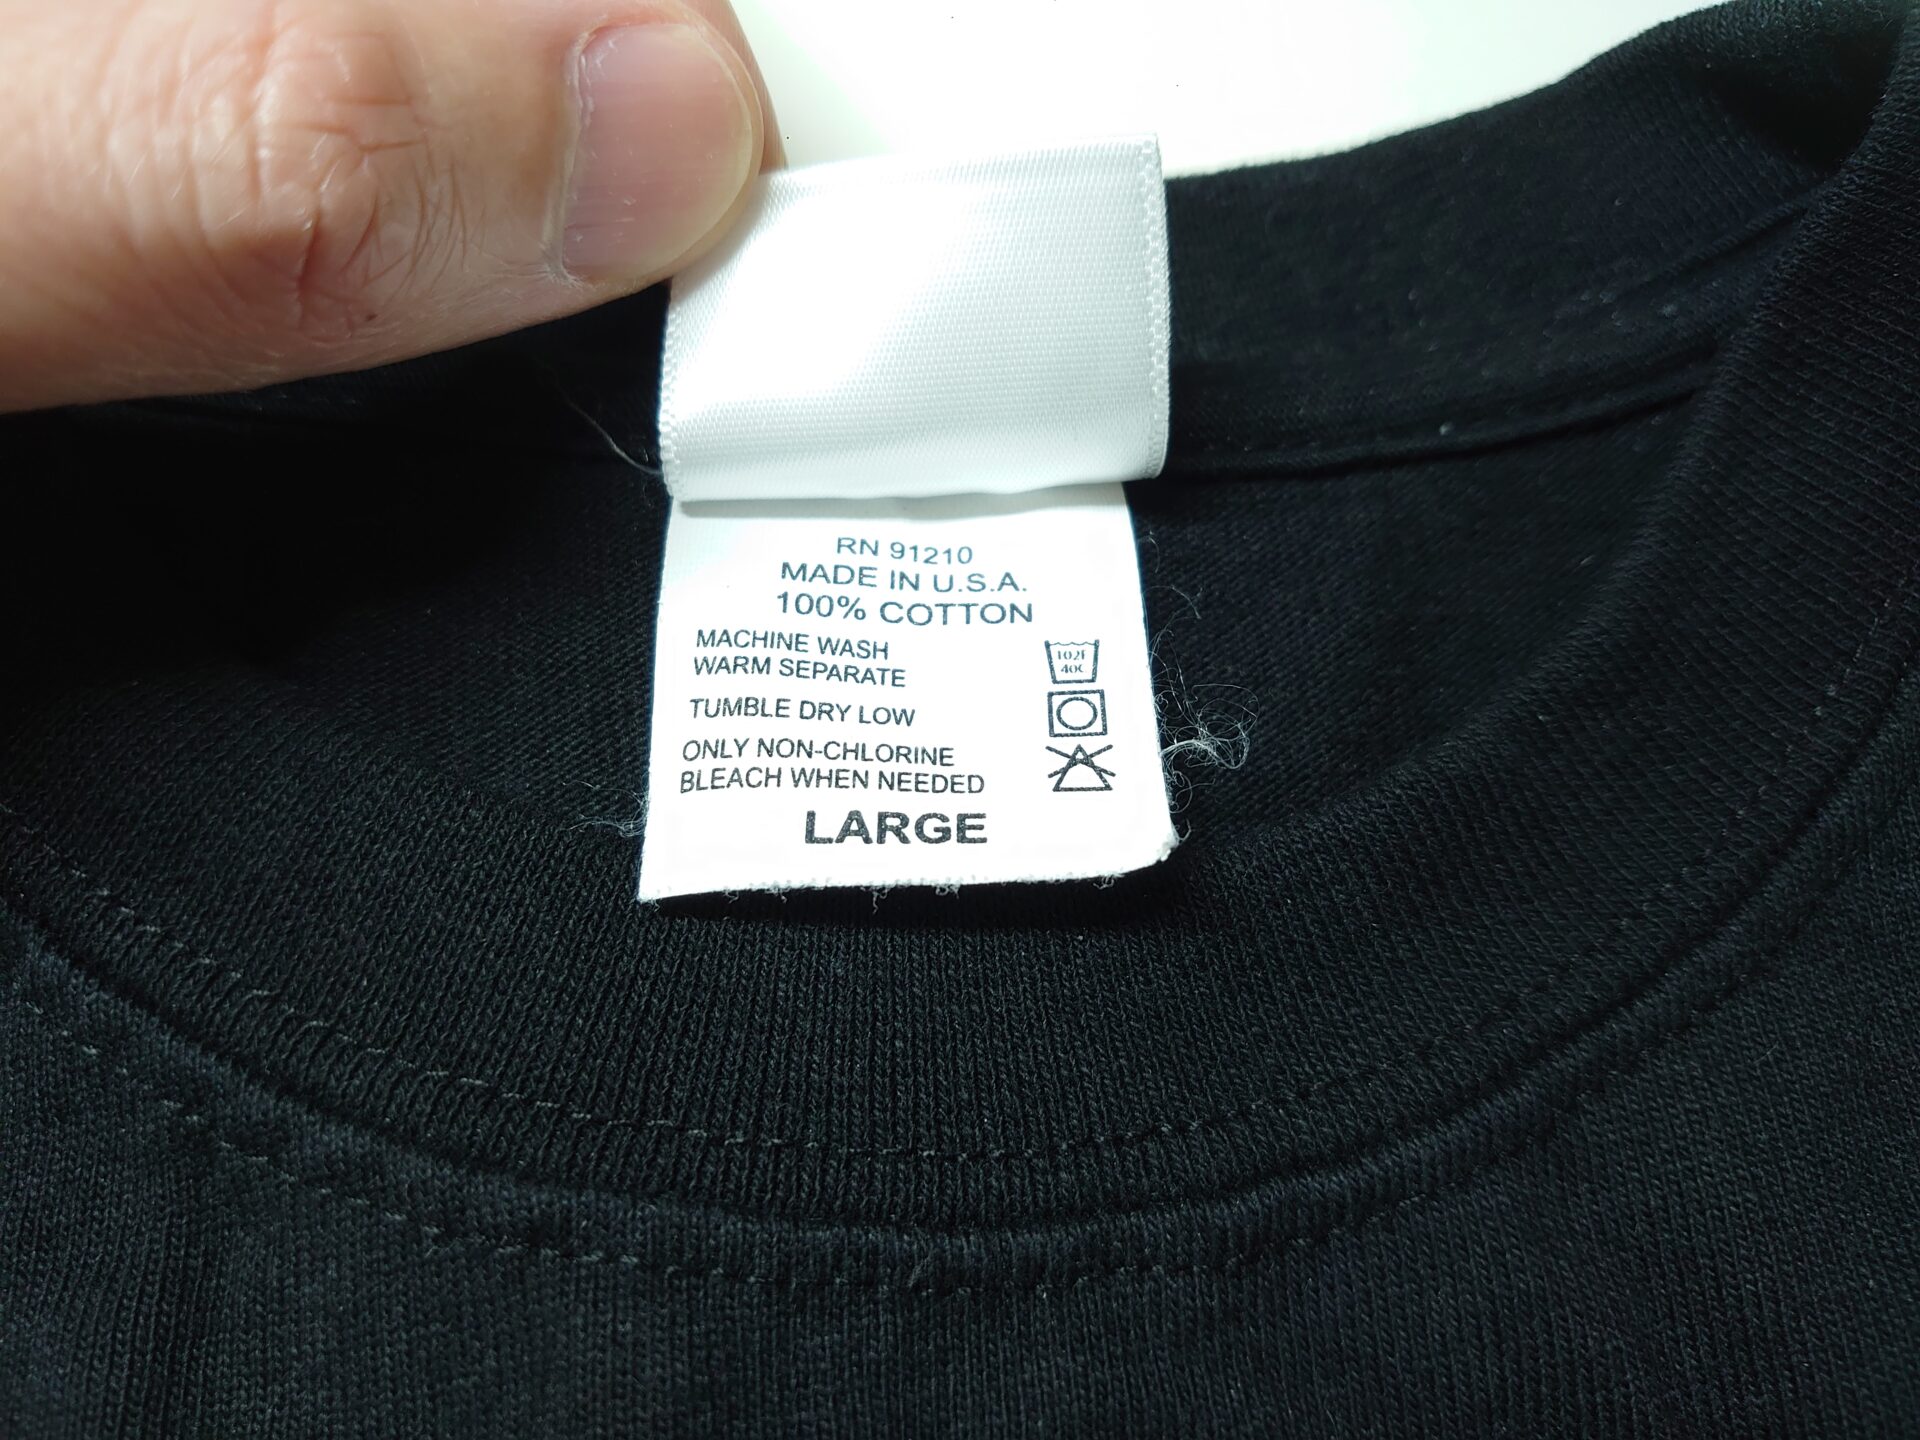 RN 91210
MADE IN U.S.A.
100% COTTON
MACHINE WASH
WARM SEPARATE
102F
40C
TUMBLE DRY LOW
ONLY NON-CHLORINE
BLEACH WHEN NEEDED
LARGE